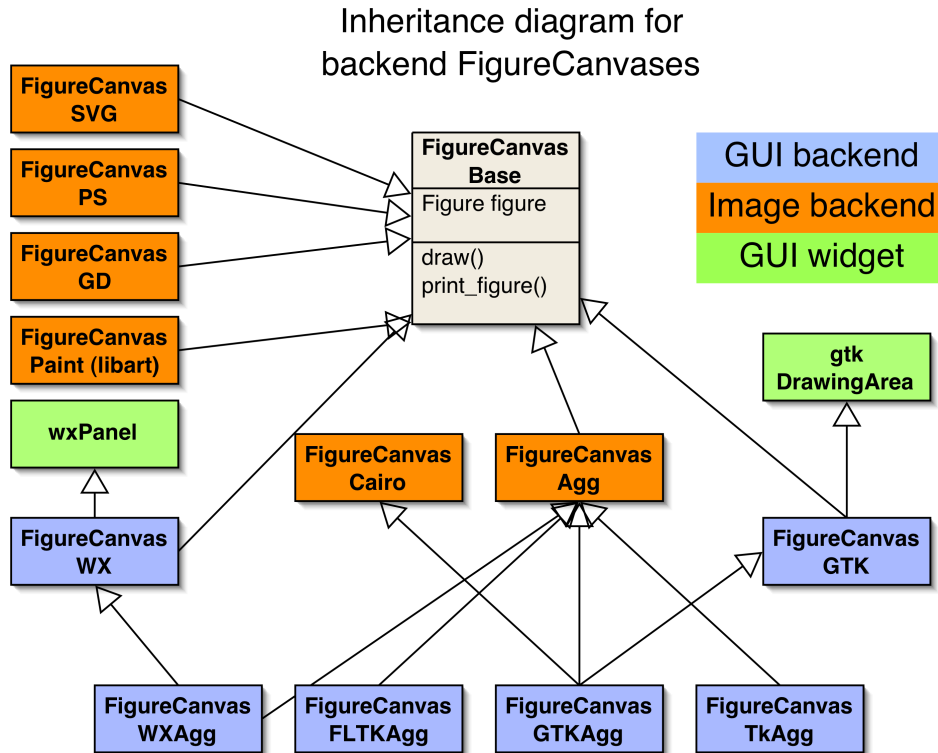 Inheritance diagram for
backend FigureCanvases
FigureCanvas
SVG
FigureCanvas
PS
FigureCanvas
GD
FigureCanvas
Paint (libart)
wxPanel
FigureCanvas
WX
FigureCanvas
Base
Figure figure
draw()
print_figure()
GUI backend
Image backend
GUI widget
gtk
DrawingArea
FigureCanvas
Cairo
FigureCanvas
Agg
FigureCanvas
GTK
FigureCanvas
WXAgg
FigureCanvas
FLTKAgg
FigureCanvas
GTKAgg
FigureCanvas
TkAgg